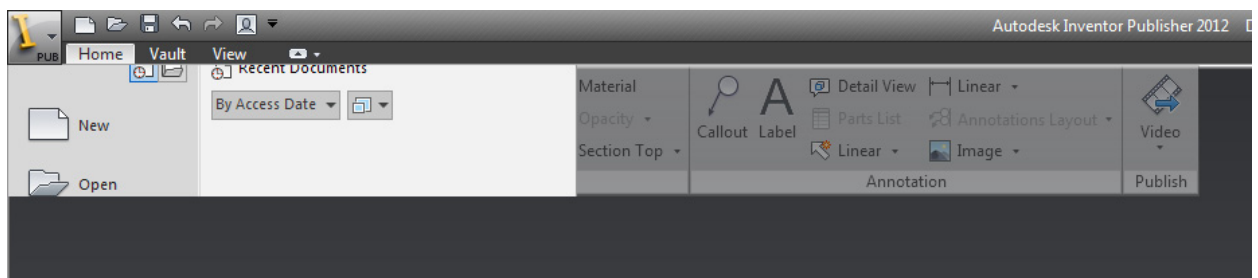 Autodesk Inventor Publisher 2012 D
PUB Home Vault View
Recent Documents
By Access Date
New
Open
Material
Opacity
Section Top
Callout Label
Detail View
Parts List
Linear
Linear
Annotations Layout
Image
Annotation
Video
Publish